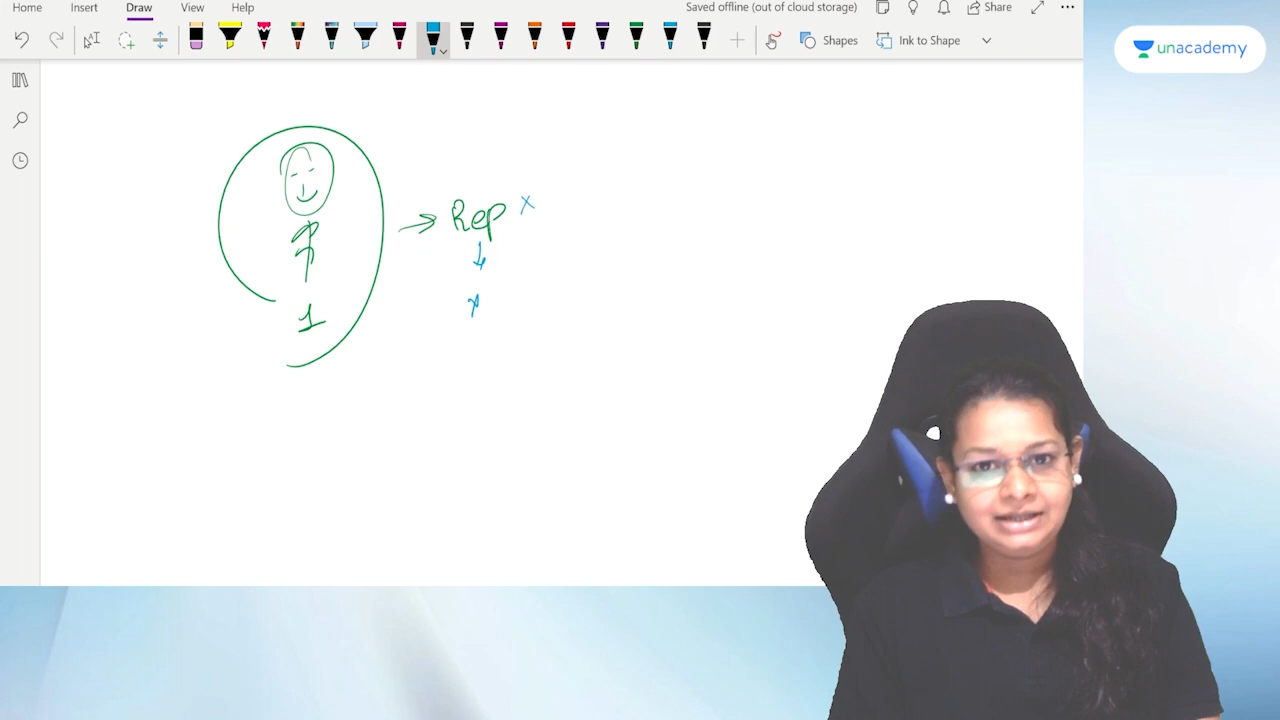 Home Insert Draw View Help Saved offline (out of cloud storage) Share
Shapes Ink to Shape
unacademy
Rep x
x
1